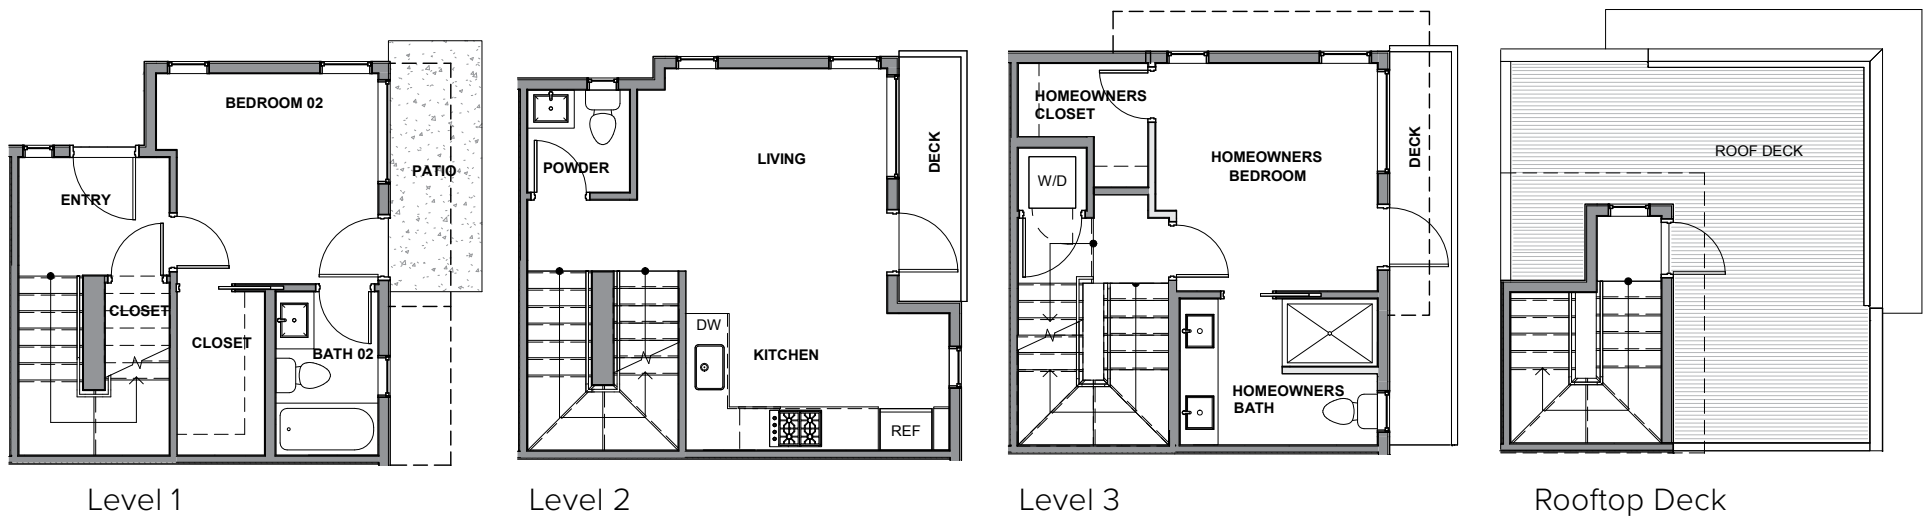 BEDROOM 02
PATIO
ENTRY
CLOSET
CLOSET
BATH 02
Level 1
LIVING
DECK
POWDER
DW
KITCHEN
REF
Level 2
HOMEOWNERS
CLOSET
W/D
HOMEOWNERS
BEDROOM
DECK
HOMEOWNERS
BATH
Level 3
ROOF DECK
Rooftop Deck